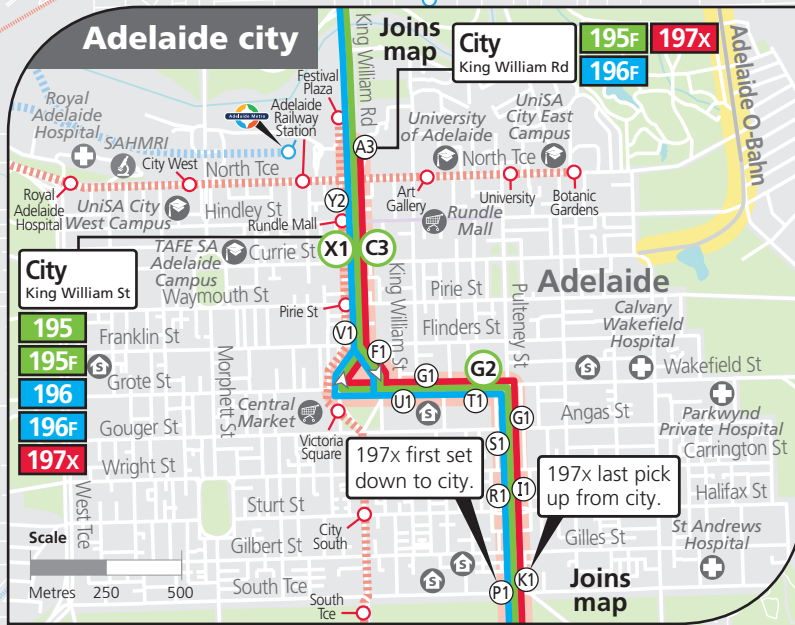 Adelaide city
Joins
map
King William Rd
City
King William Rd
195F
197X
196F
Adelaide O-Bahn
Festival
Plaza
Royal
Adelaide
Hospital
Adelaide Metro
Adelaide
Railway
Station
SAHMRI
City West
North Tce
A3
University
of Adelaide
UniSA
City East
Campus
North Tce
Royal
Adelaide
Hospital
UniSA City
West Campus
Hindley St
Y2
Rundle Mall
Art
Gallery
University
Botanic
Gardens
Rundle
Mall
City
King William St
TAFE SA
Adelaide
Campus
Currie St
X1
C3
Waymouth St
King William St
Pirie St
Pirie St
Adelaide
Pulteney St
Flinders St
Calvary
Wakefield
Hospital
195
195F
196
196F
197X
Franklin St
V1
F1
Grote St
Morphett St
G1
G2
Wakefield St
U1
T1
G1
Angas St
Central
Market
Gouger St
Victoria
Square
Parkwynd
Private Hospital
Carrington St
Wright St
S1
197x first set
down to city.
197x last pick
up from city.
R1
I1
Halifax St
West Tce
Sturt St
City
South
Gilles St
St Andrews
Hospital
Scale
Gilbert St
Metres
250
500
South Tce
South
Tce
S
S
S
S
S
P1
K1
Joins
map